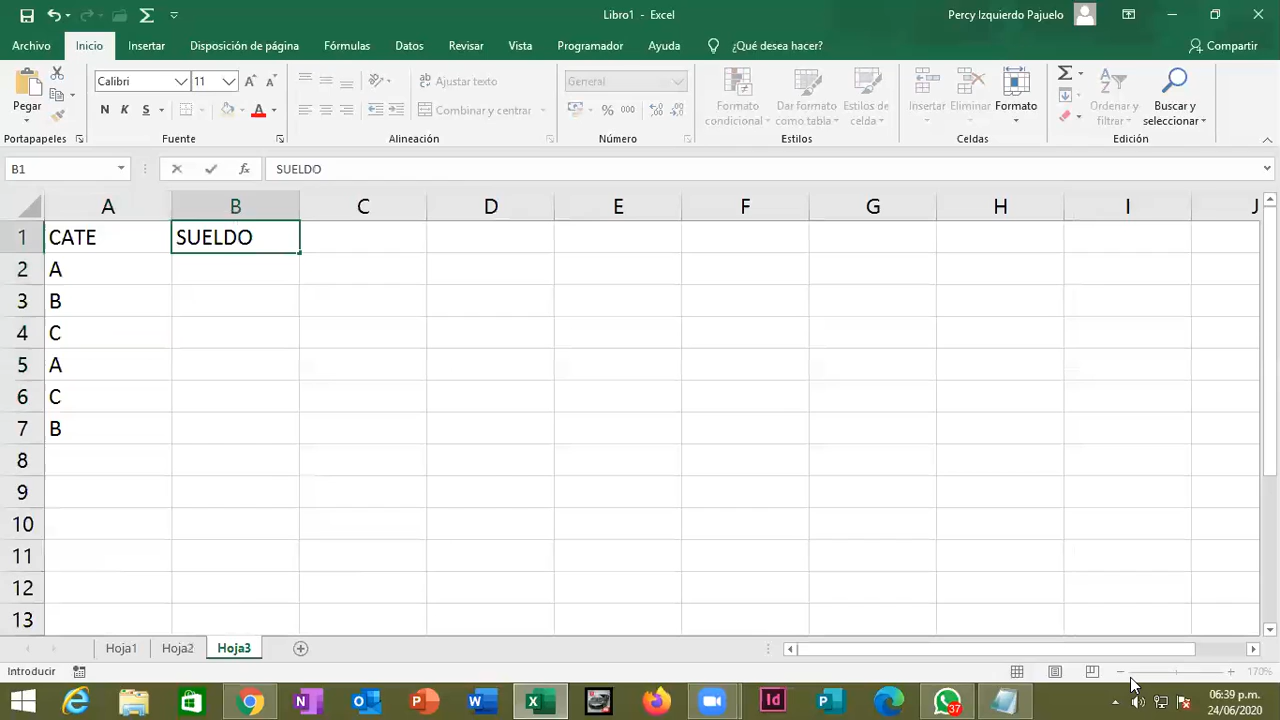 Libro1 - Excel
Percy Izquierdo Pajuelo
Archivo Inicio Insertar Disposición de página Fórmulas Datos Revisar Vista Programador Ayuda ¿Qué desea hacer? Compartir
Pegar
Calibri 11
N K S
Ajustar texto
Combinar y centrar
General
% 000
Formato condicional
Dar formato como tabla
Estilos de celda
Insertar Eliminar Formato
Ordenar y filtrar
Buscar y seleccionar
Portapapeles Fuente Alineación Número Estilos Celdas Edición
B1 fx SUELDO
A B C D E F G H I J
1 CATE SUELDO
2 A
3 B
4 C
5 A
6 C
7 B
8
9
10
11
12
13
Hoja1 Hoja2 Hoja3
Introducir 170%
37
06:39 p.m.
24/06/2020